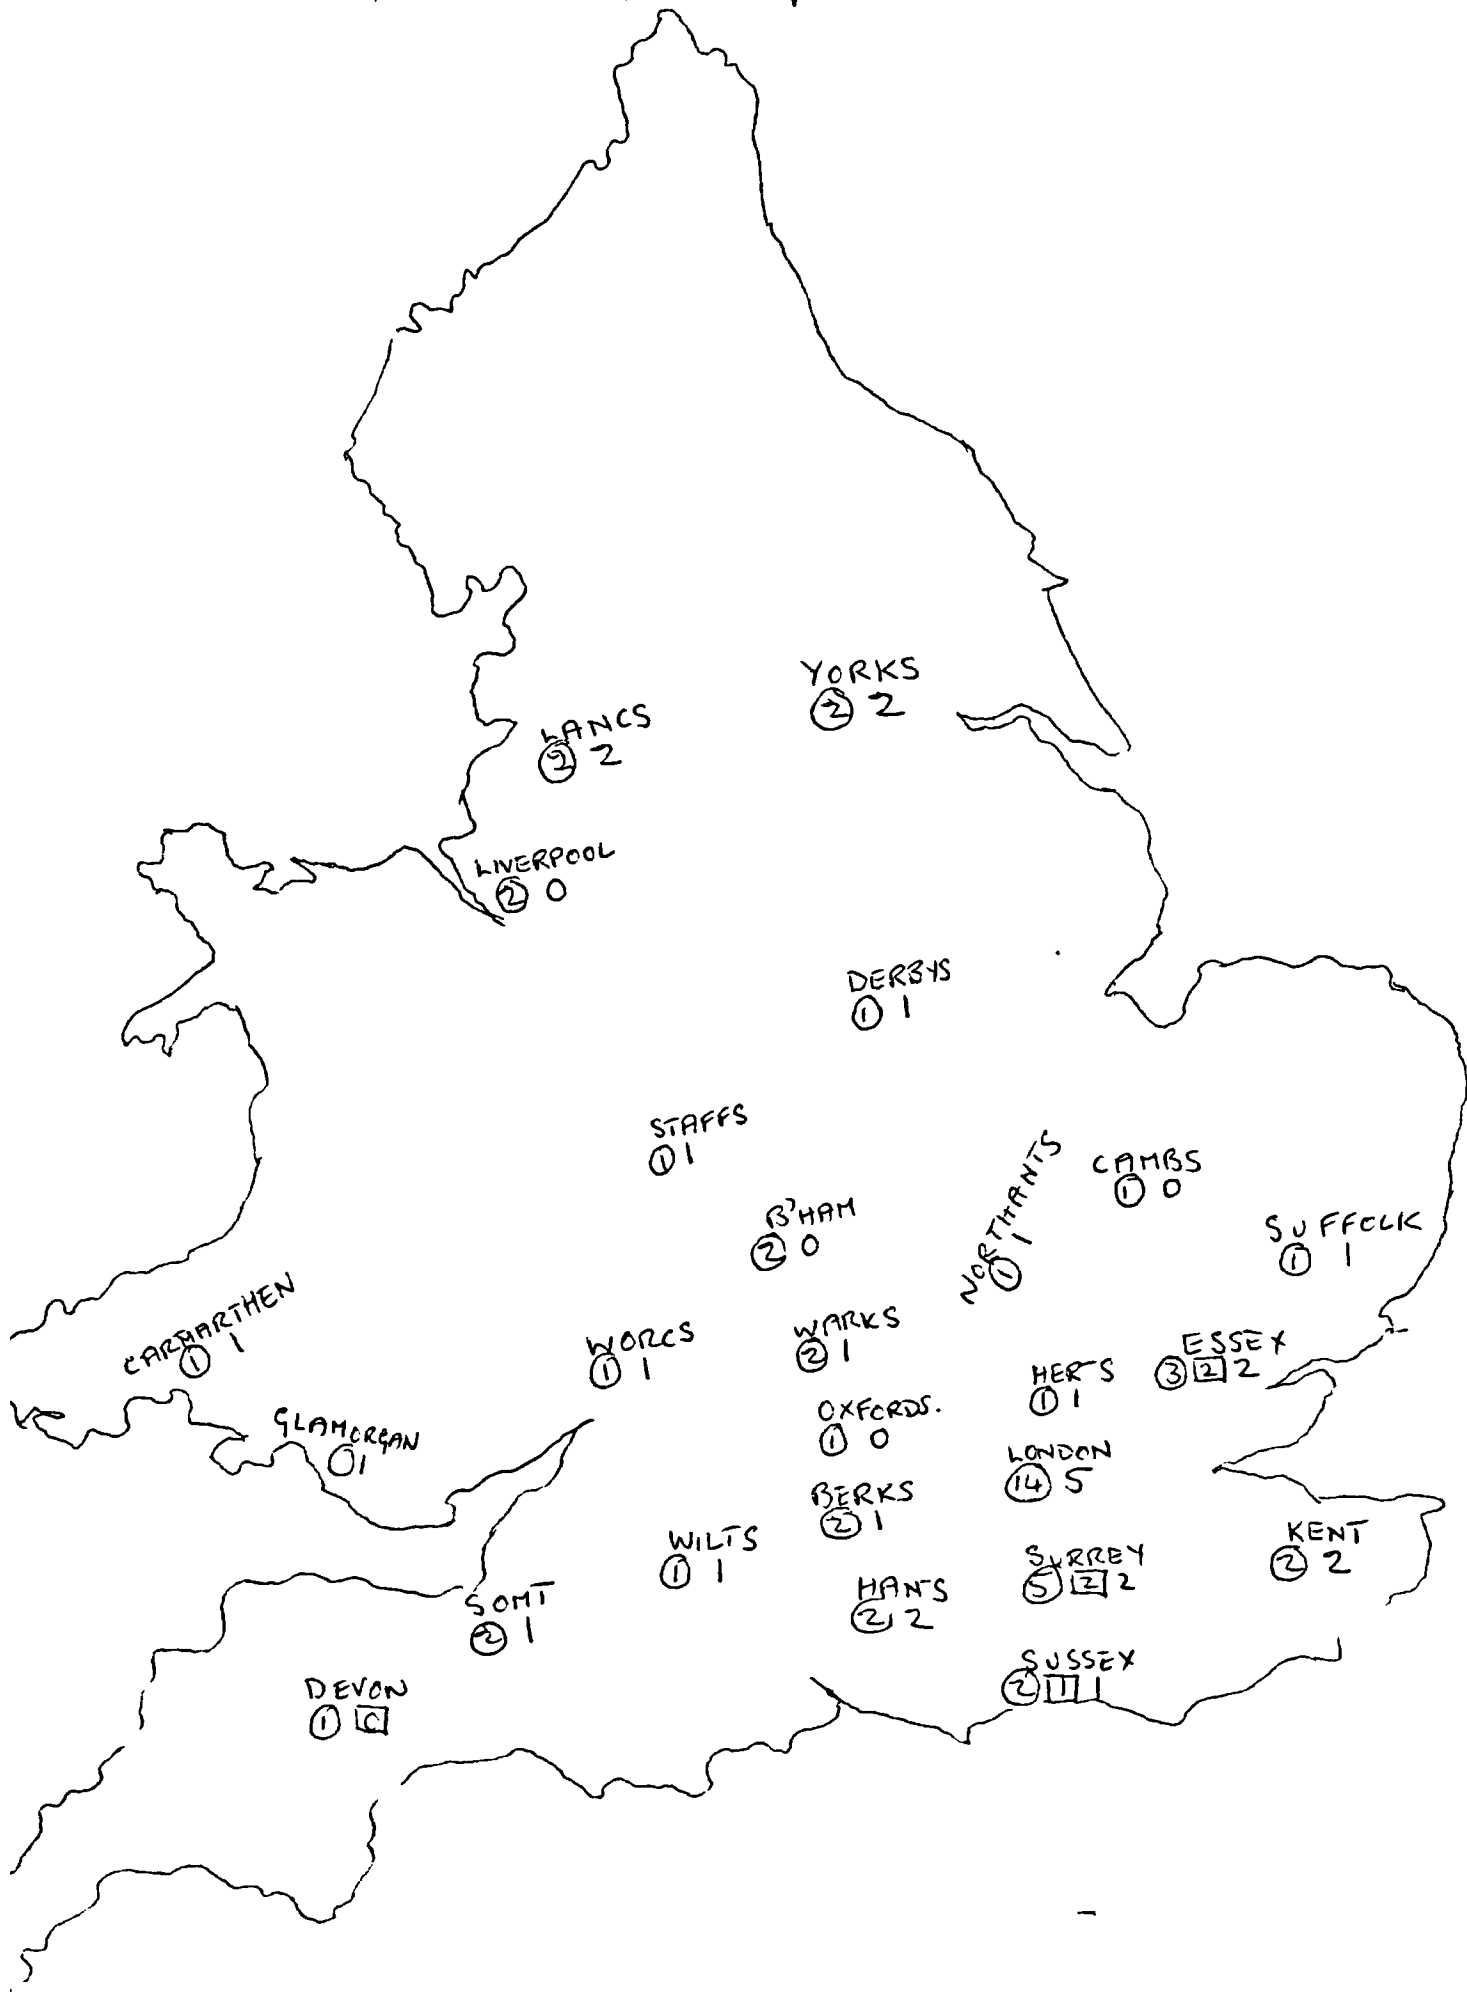 YORKS
2 2
LANCS
2 2
LIVERPOOL
2 0
DERBYS
1 1
STAFFS
1 1
CAMBS
1 0
NORTHANTS
1 1
B'HAM
2 0
SUFFOLK
1 1
CARMARTHEN
1 1
WORCS
1 1
WARKS
2 1
ESSEX
3 2 2
HERTS
1 1
OXFORDS.
1 0
GLAMORGAN
0 1
LONDON
14 5
BERKS
2 1
KENT
2 2
WILTS
1 1
SURREY
5 2 2
HANTS
2 2
SOMT
2 1
SUSSEX
2 1 1
DEVON
1 0